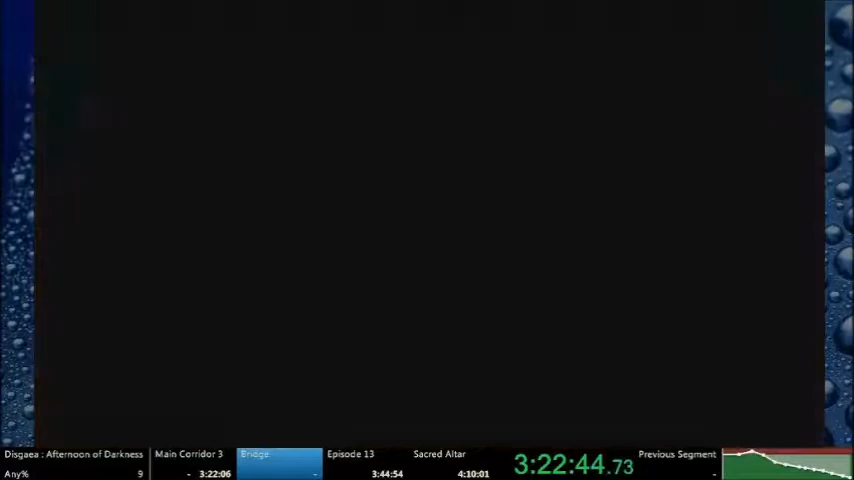 Disgaea : Afternoon of Darkness Main Corridor 3 Bridge Episode 13 Sacred Altar 3:22:44.73 Previous Segment
Any% 9 - 3:22:06 - 3:44:54 4:10:01 -